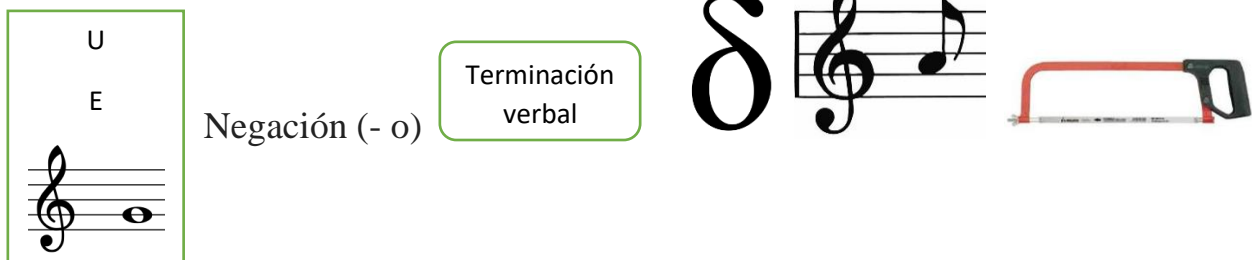 U
E
Negación (- o)
Terminación
verbal
δ